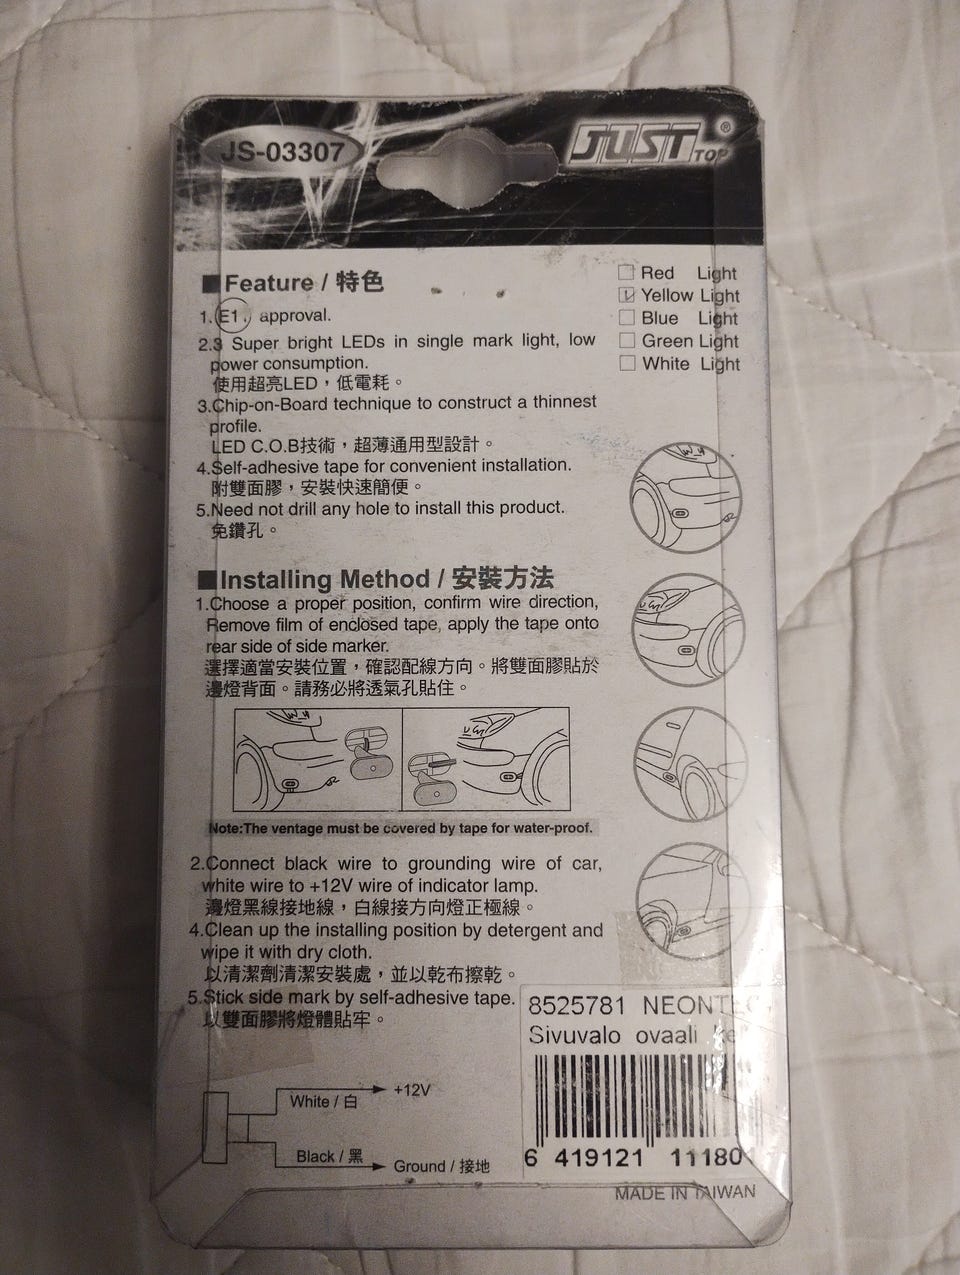 JS-03307
JUST TOP®
■Feature / 特色
1. E1, approval.
2.3 Super bright LEDs in single mark light, low
power consumption.
使用超亮LED，低電耗。
3.Chip-on-Board technique to construct a thinnest
profile.
LED C.O.B技術，超薄通用型設計。
4.Self-adhesive tape for convenient installation.
附雙面膠，安裝快速簡便。
5.Need not drill any hole to install this product.
免鑽孔。
Red Light
Yellow Light
Blue Light
Green Light
White Light
■Installing Method / 安裝方法
1.Choose a proper position, confirm wire direction,
Remove film of enclosed tape, apply the tape onto
rear side of side marker.
選擇適當安裝位置，確認配線方向。將雙面膠貼於
邊燈背面。請務必將透氣孔貼住。
Note:The ventage must be covered by tape for water-proof.
2.Connect black wire to grounding wire of car,
white wire to +12V wire of indicator lamp.
邊燈黑線接地線，白線接方向燈正極線。
4.Clean up the installing position by detergent and
wipe it with dry cloth.
以清潔劑清潔安裝處，並以乾布擦乾。
5.Stick side mark by self-adhesive tape.
以雙面膠將燈體貼牢。
White / 白
+12V
Black / 黑
Ground / 接地
8525781 NEONTEC
Sivuvalo ovaali
6 419121 11180
MADE IN TAIWAN